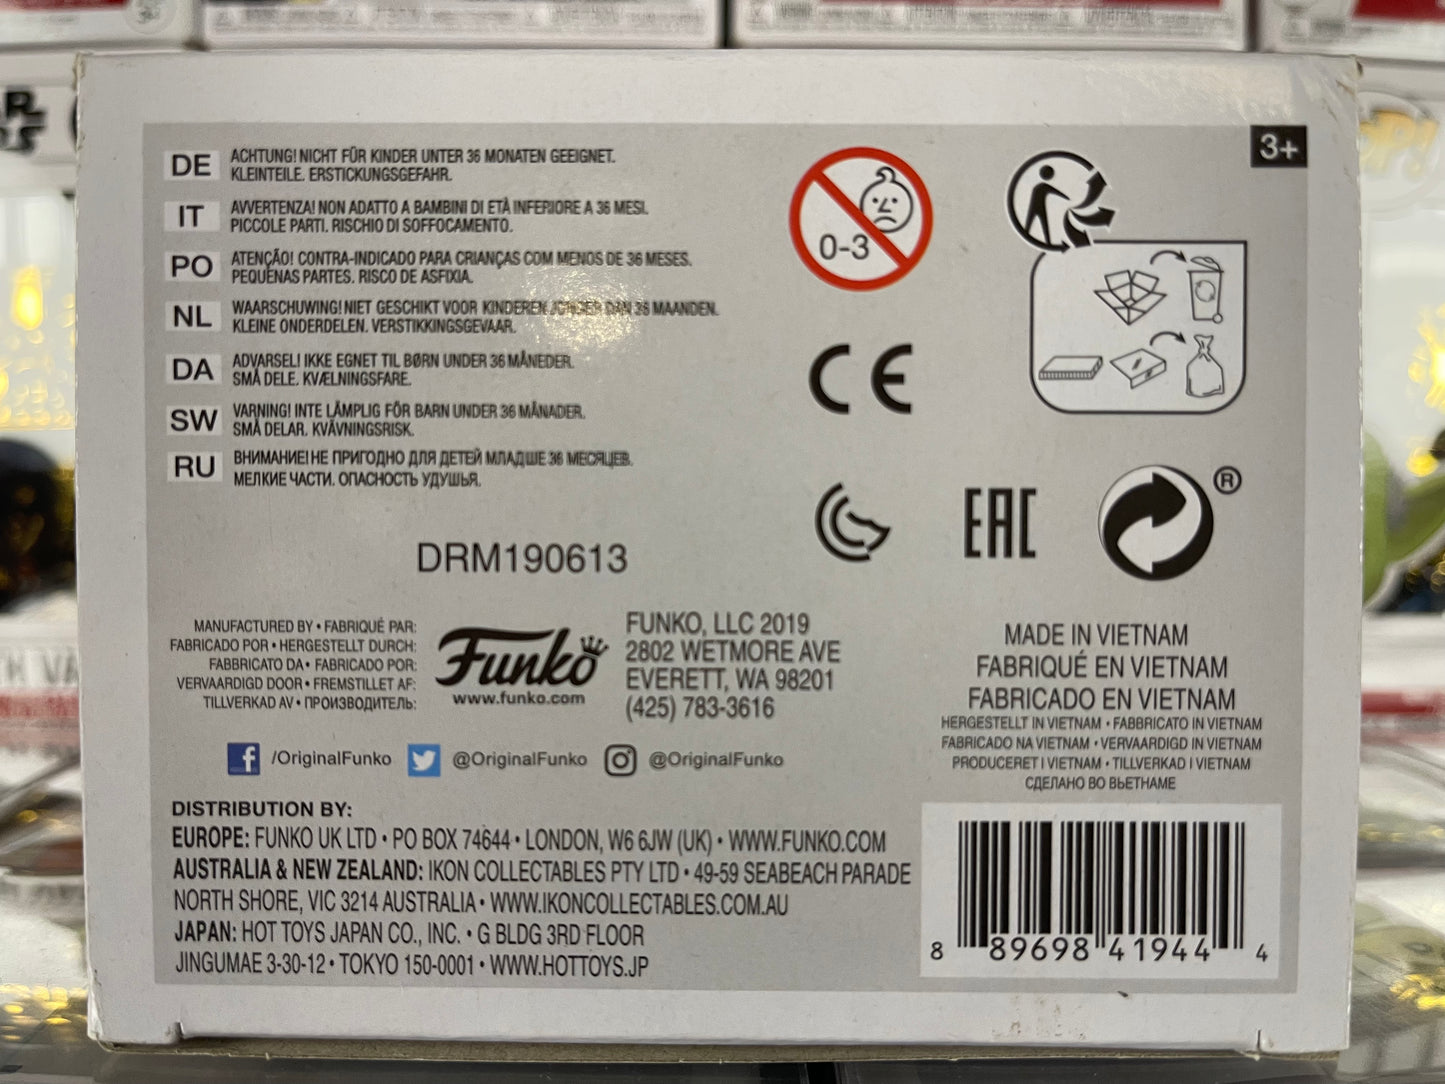 3+
DE ACHTUNG! NICHT FÜR KINDER UNTER 36 MONATEN GEEIGNET.
KLEINTEILE. ERSTICKUNGSGEFAHR.
IT AVVERTENZA! NON ADATTO A BAMBINI DI ETÀ INFERIORE A 36 MESI.
PICCOLE PARTI. RISCHIO DI SOFFOCAMENTO.
PO ATENÇÃO! CONTRA-INDICADO PARA CRIANÇAS COM MENOS DE 36 MESES.
PEQUENAS PARTES. RISCO DE ASFIXIA.
NL WAARSCHUWING! NIET GESCHIKT VOOR KINDEREN JONGER DAN 36 MAANDEN.
KLEINE ONDERDELEN. VERSTIKKINGSGEVAAR.
DA ADVARSEL! IKKE EGNET TIL BØRN UNDER 36 MÅNEDER.
SMÅ DELE. KVÆLNINGSFARE.
SW VARNING! INTE LÄMPLIG FÖR BARN UNDER 36 MÅNADER.
SMÅ DELAR. KVÄVNINGSRISK.
RU ВНИМАНИЕ! НЕ ПРИГОДНО ДЛЯ ДЕТЕЙ МЛАДШЕ 36 МЕСЯЦЕВ.
МЕЛКИЕ ЧАСТИ. ОПАСНОСТЬ УДУШЬЯ.
0-3
CE
EAC
®
DRM190613
MANUFACTURED BY • FABRIQUÉ PAR:
FABRICADO POR • HERGESTELLT DURCH:
FABBRICATO DA • FABRICADO POR:
VERVAARDIGD DOOR • FREMSTILLET AF:
TILLVERKAD AV • ПРОИЗВОДИТЕЛЬ:
Funko
www.funko.com
FUNKO, LLC 2019
2802 WETMORE AVE
EVERETT, WA 98201
(425) 783-3616
/OriginalFunko @OriginalFunko @OriginalFunko
MADE IN VIETNAM
FABRIQUÉ EN VIETNAM
FABRICADO EN VIETNAM
HERGESTELLT IN VIETNAM • FABBRICATO IN VIETNAM
FABRICADO NA VIETNAM • VERVAARDIGD IN VIETNAM
PRODUCERET I VIETNAM • TILLVERKAD I VIETNAM
СДЕЛАНО ВО ВЬЕТНАМЕ
DISTRIBUTION BY:
EUROPE: FUNKO UK LTD • PO BOX 74644 • LONDON, W6 6JW (UK) • WWW.FUNKO.COM
AUSTRALIA & NEW ZEALAND: IKON COLLECTABLES PTY LTD • 49-59 SEABEACH PARADE
NORTH SHORE, VIC 3214 AUSTRALIA • WWW.IKONCOLLECTABLES.COM.AU
JAPAN: HOT TOYS JAPAN CO., INC. • G BLDG 3RD FLOOR
JINGUMAE 3-30-12 • TOKYO 150-0001 • WWW.HOTTOYS.JP
8 89698 41944 4